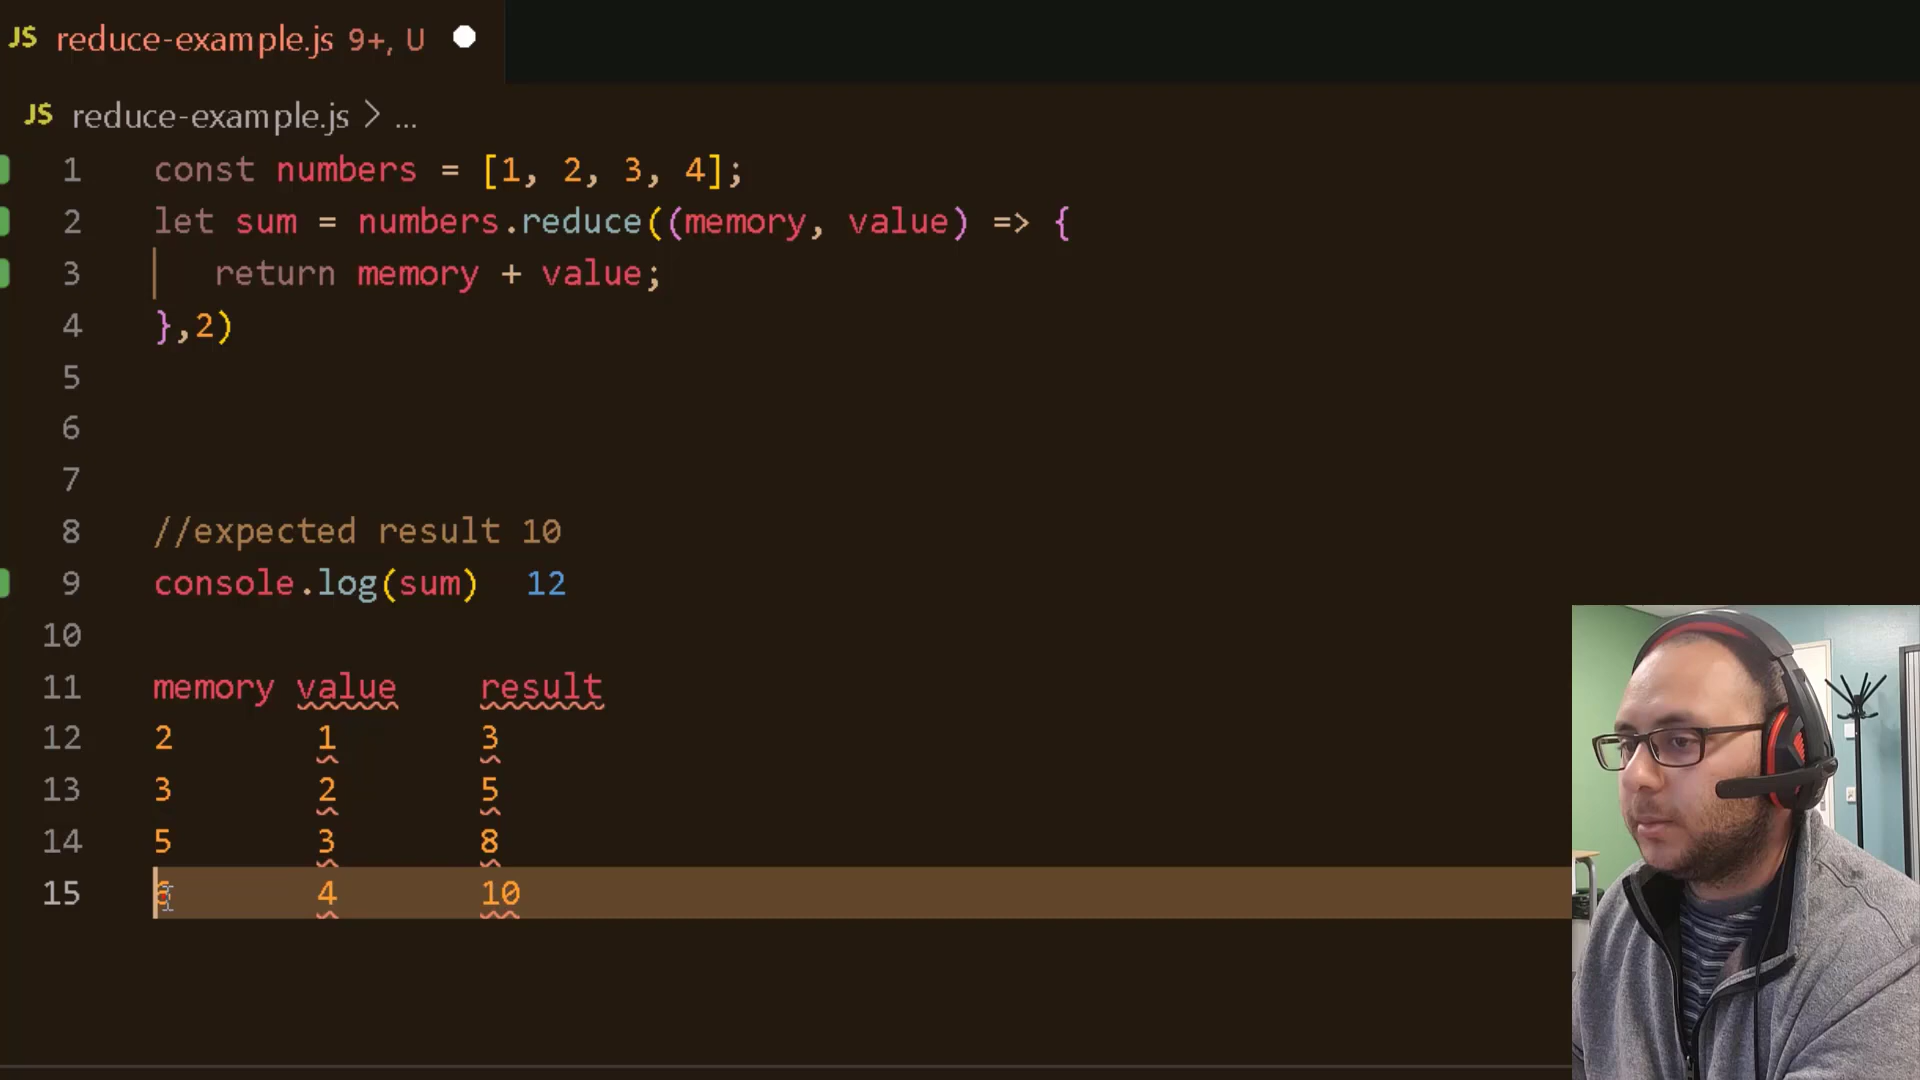 JS reduce-example.js 9+, U
JS reduce-example.js > ...
1 const numbers = [1, 2, 3, 4];
2 let sum = numbers.reduce((memory, value) => {
3 return memory + value;
4 },2)
5
6
7
8 //expected result 10
9 console.log(sum) 12
10
11 memory value result
12 2 1 3
13 3 2 5
14 5 3 8
15 6 4 10